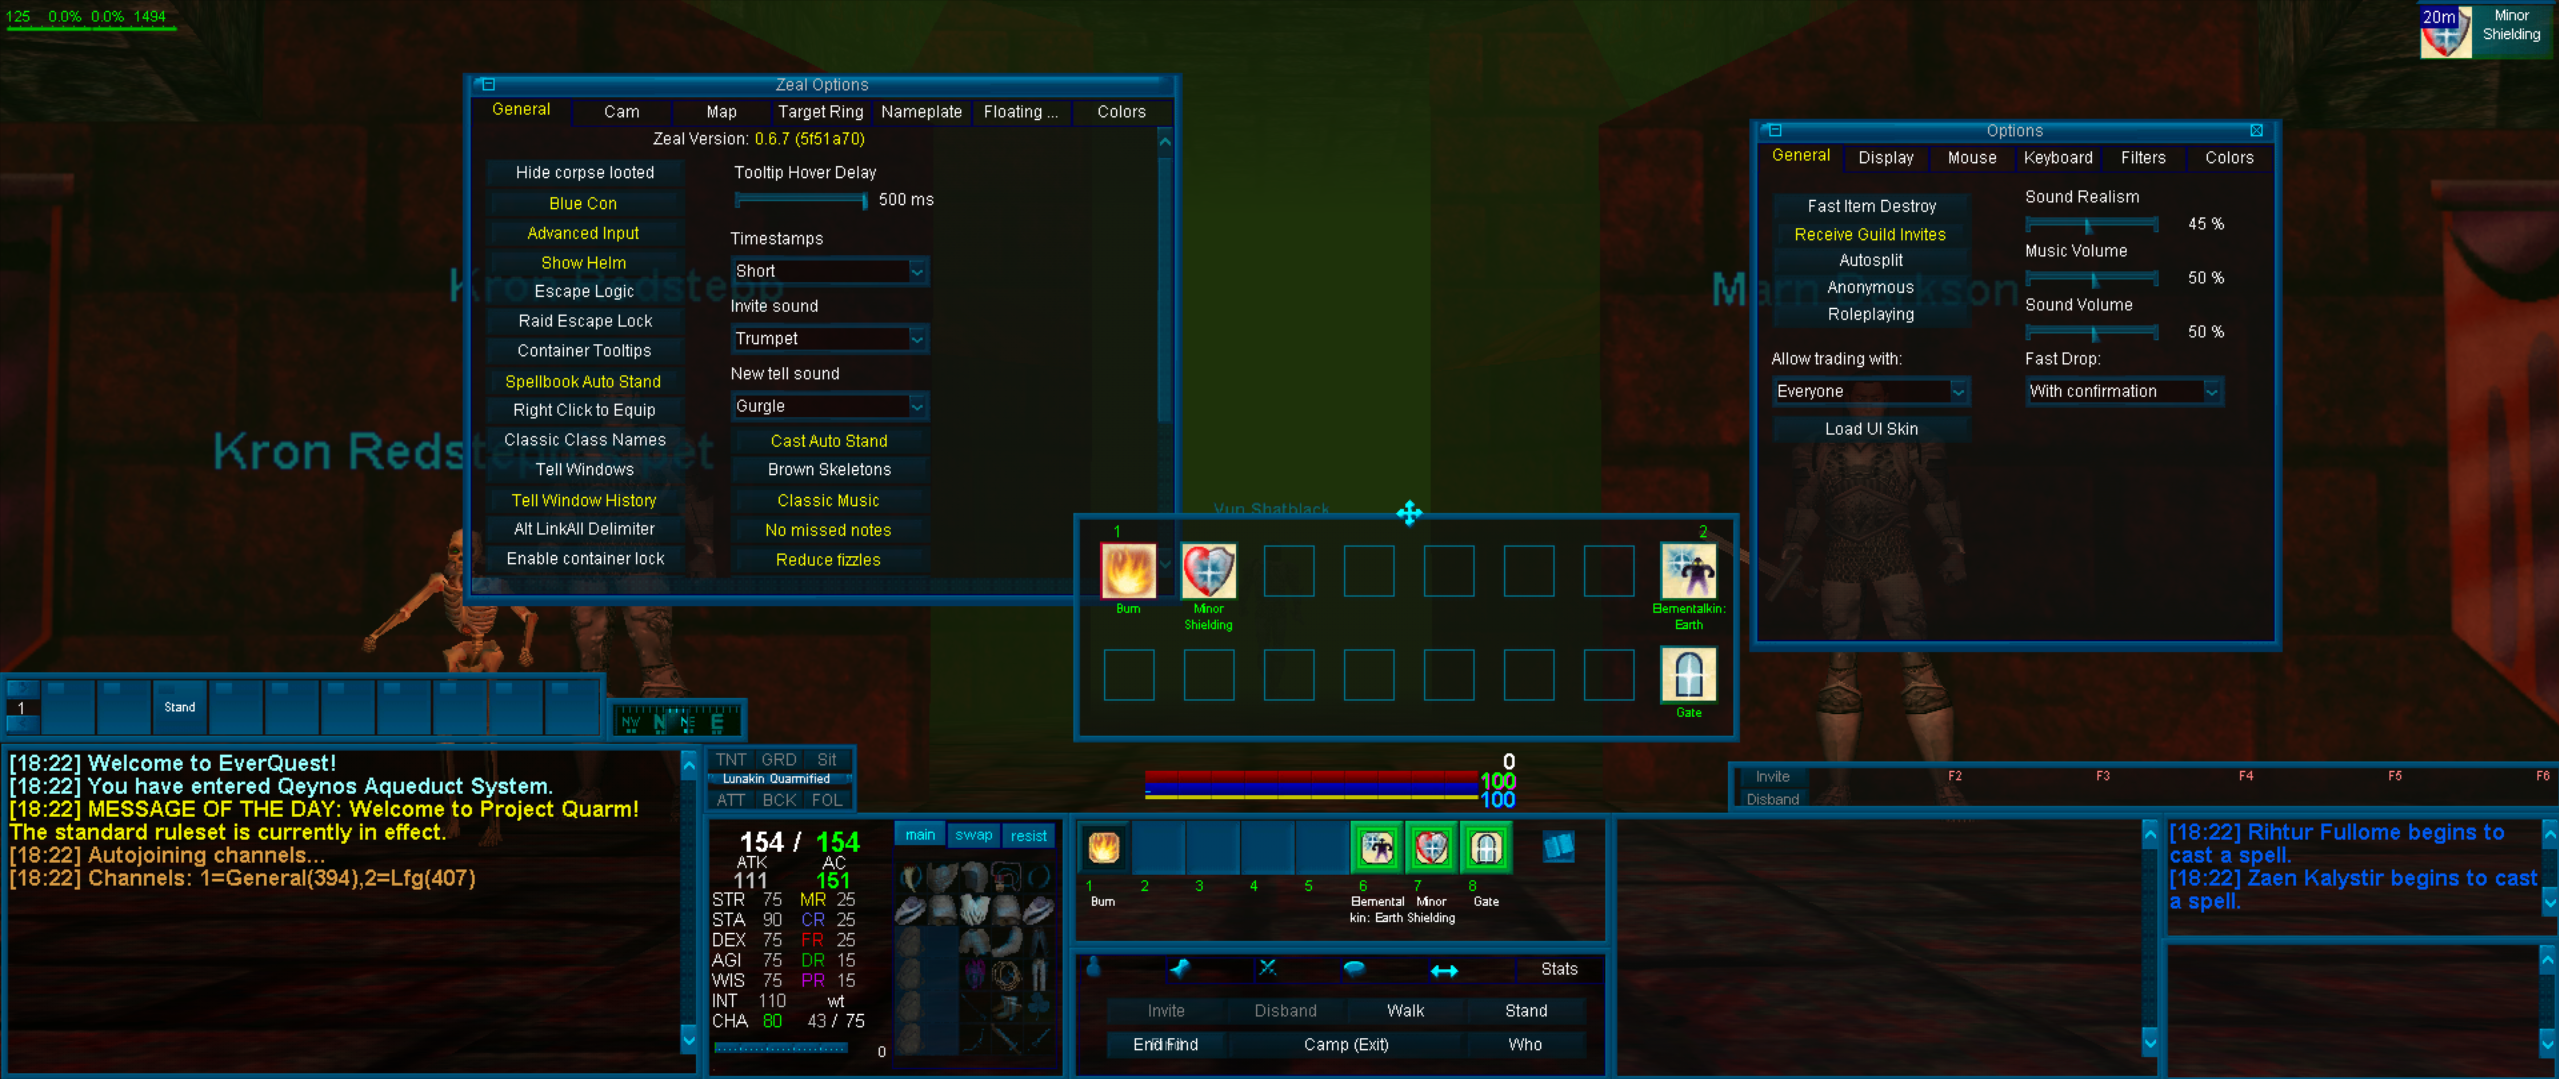 125 0.0% 0.0% 1494
20m
Minor
Shielding
Zeal Options
General Cam Map Target Ring Nameplate Floating ... Colors
Zeal Version: 0.6.7 (5f51a70)
Hide corpse looted
Blue Con
Advanced Input
Show Helm
Escape Logic
Raid Escape Lock
Container Tooltips
Spellbook Auto Stand
Right Click to Equip
Classic Class Names
Tell Windows
Tell Window History
Alt LinkAll Delimiter
Enable container lock
Tooltip Hover Delay
500 ms
Timestamps
Short
Invite sound
Trumpet
New tell sound
Gurgle
Cast Auto Stand
Brown Skeletons
Classic Music
No missed notes
Reduce fizzles
Options
General Display Mouse Keyboard Filters Colors
Fast Item Destroy
Receive Guild Invites
Autosplit
Anonymous
Roleplaying
Allow trading with:
Everyone
Load UI Skin
Sound Realism
45 %
Music Volume
50 %
Sound Volume
50 %
Fast Drop:
With confirmation
Kron Redstepp
Kron Redstepp's pet
Marn Darkson
Vun Shatblack
1 2
Burn
Minor
Shielding
Elementalkin:
Earth
Gate
1
Stand
NW N NE E
[18:22] Welcome to EverQuest!
[18:22] You have entered Qeynos Aqueduct System.
[18:22] MESSAGE OF THE DAY: Welcome to Project Quarm!
The standard ruleset is currently in effect.
[18:22] Autojoining channels...
[18:22] Channels: 1=General(394),2=Lfg(407)
TNT GRD Sit
Lunakin Quarmified
ATT BCK FOL
154 / 154
ATK AC
111 151
STR 75 MR 25
STA 90 CR 25
DEX 75 FR 25
AGI 75 DR 15
WIS 75 PR 15
INT 110 wt
CHA 80 43 / 75
0
main swap resist
0
100
100
1 2 3 4 5 6 7 8
Burn
Elemental
kin: Earth
Minor
Shielding
Gate
Stats
Invite Disband Walk Stand
End Find Camp (Exit) Who
Invite
Disband
F2 F3 F4 F5 F6
[18:22] Rihtur Fullome begins to
cast a spell.
[18:22] Zaen Kalystir begins to cast
a spell.